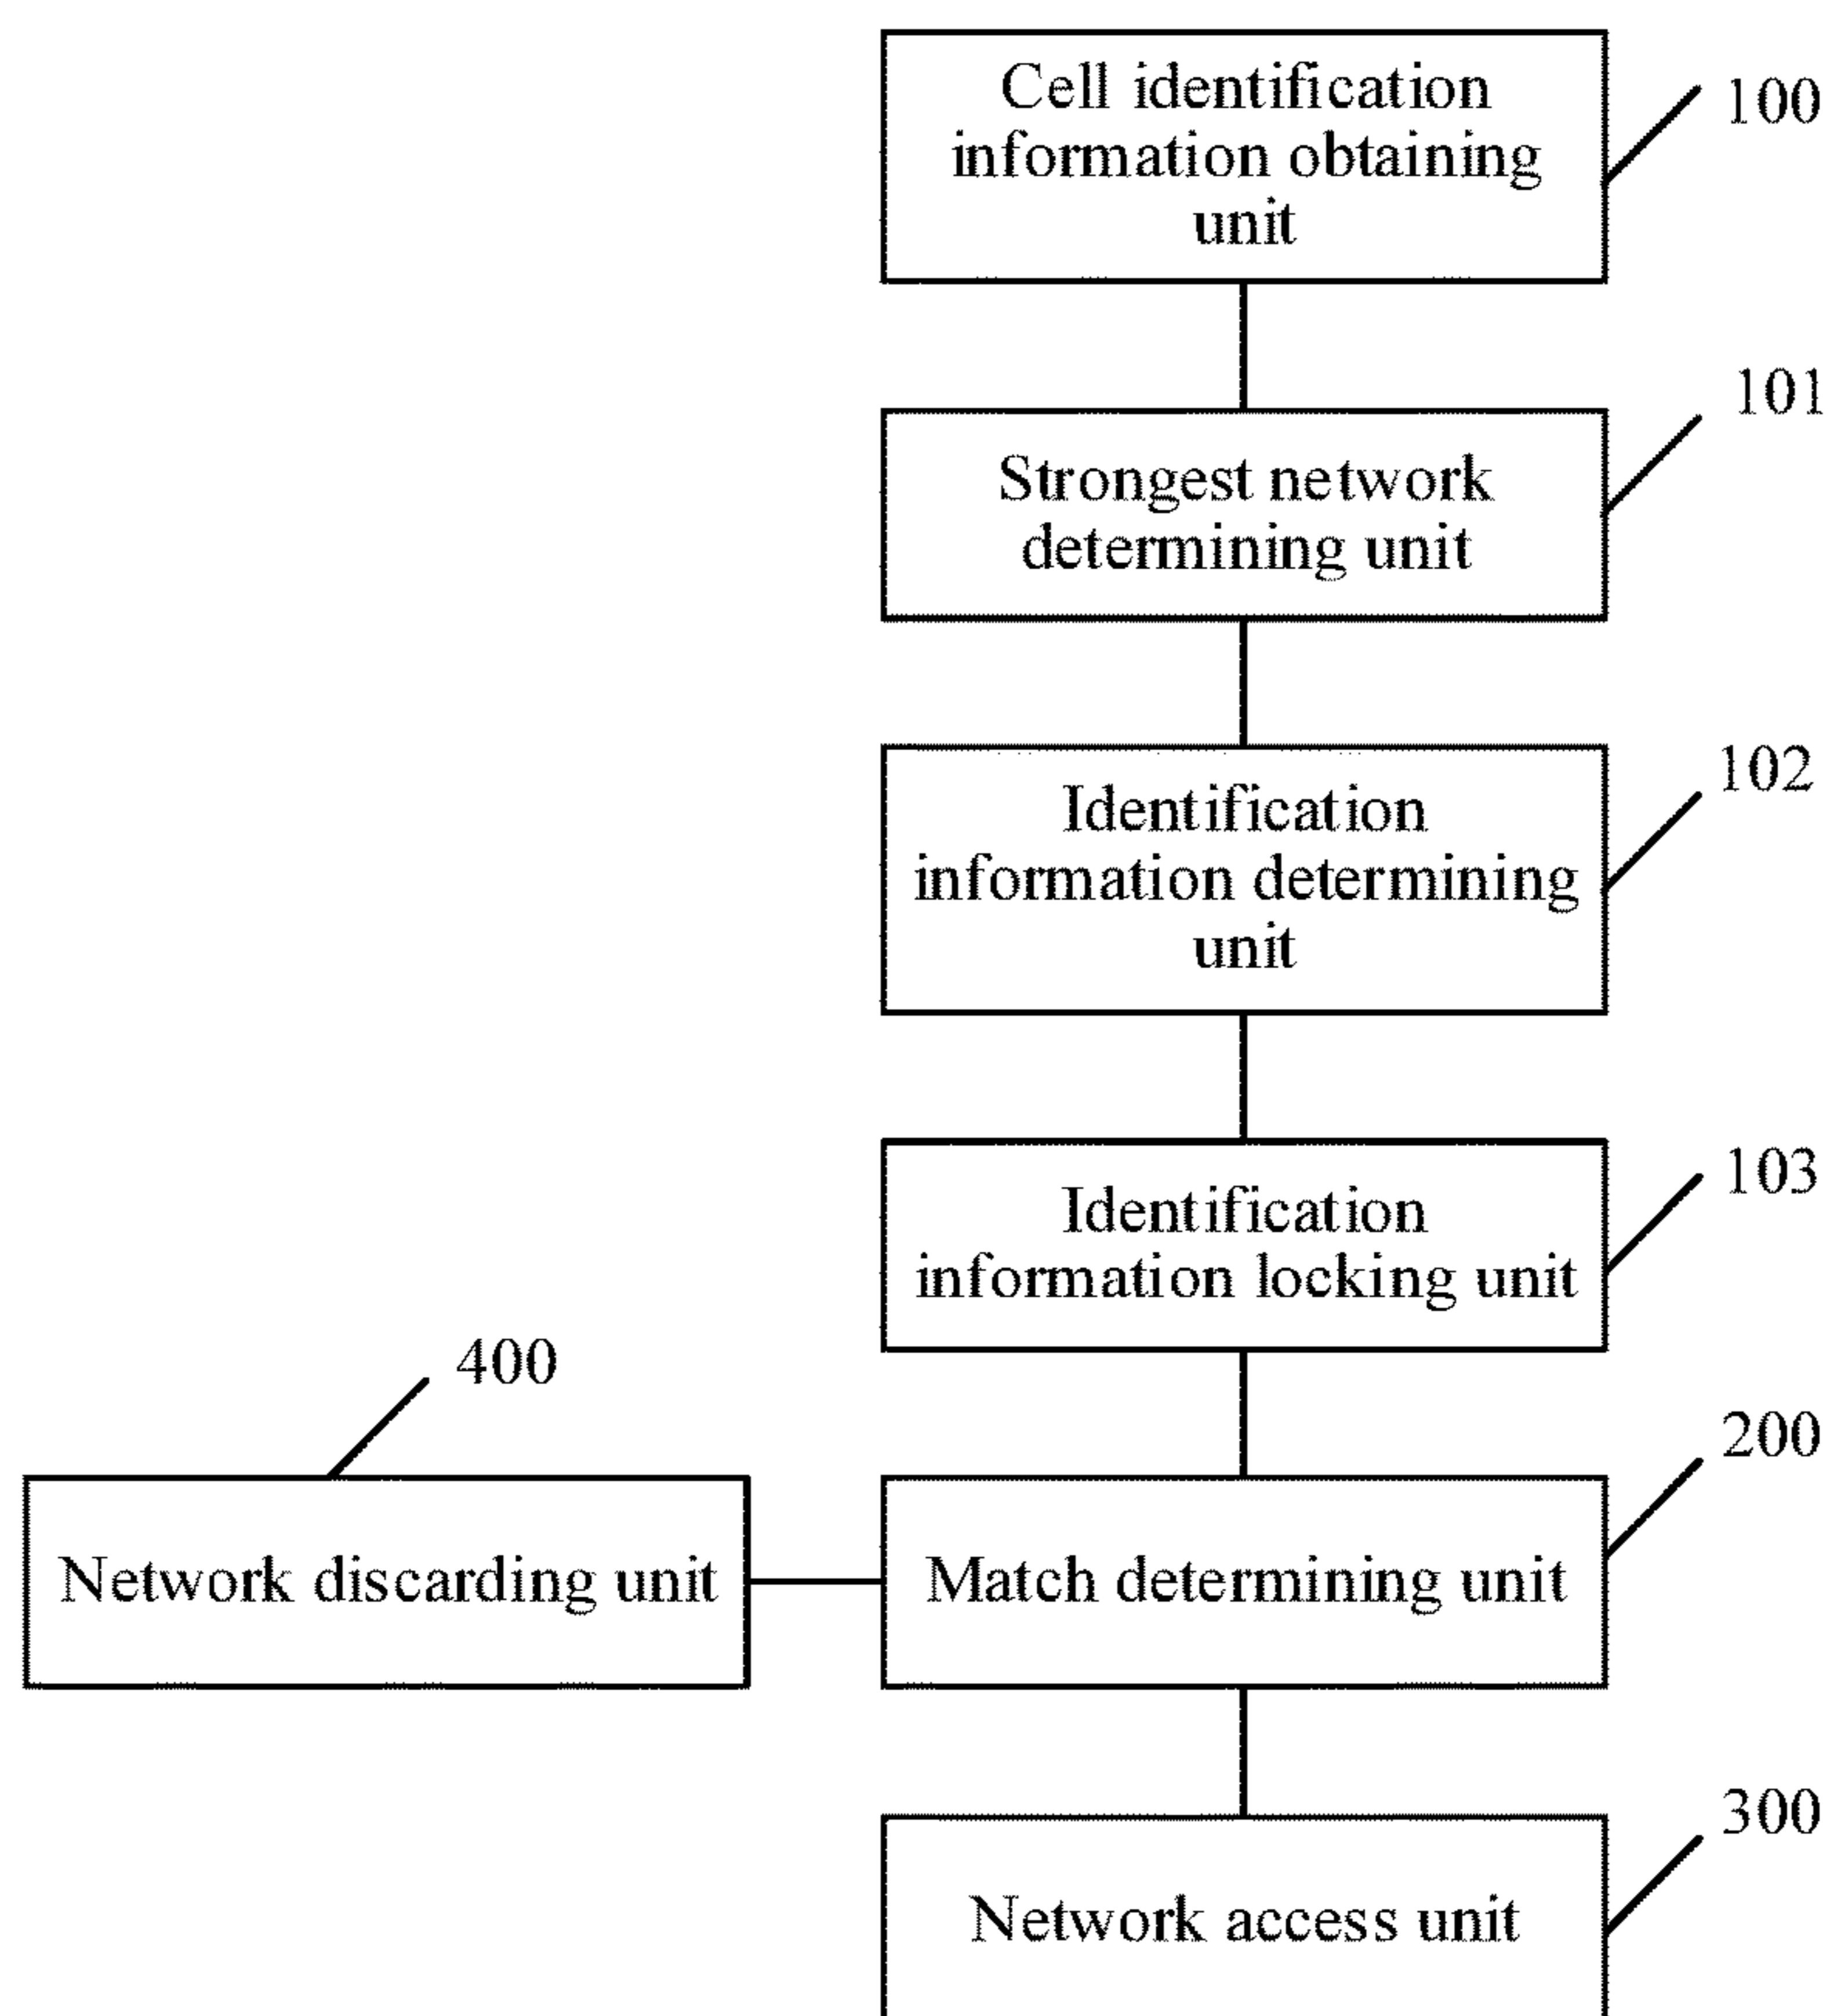 Cell identification
information obtaining
unit
100
Strongest network
determining unit
101
Identification
information determining
unit
102
Identification
information locking unit
103
400
Network discarding unit
Match determining unit
200
Network access unit
300